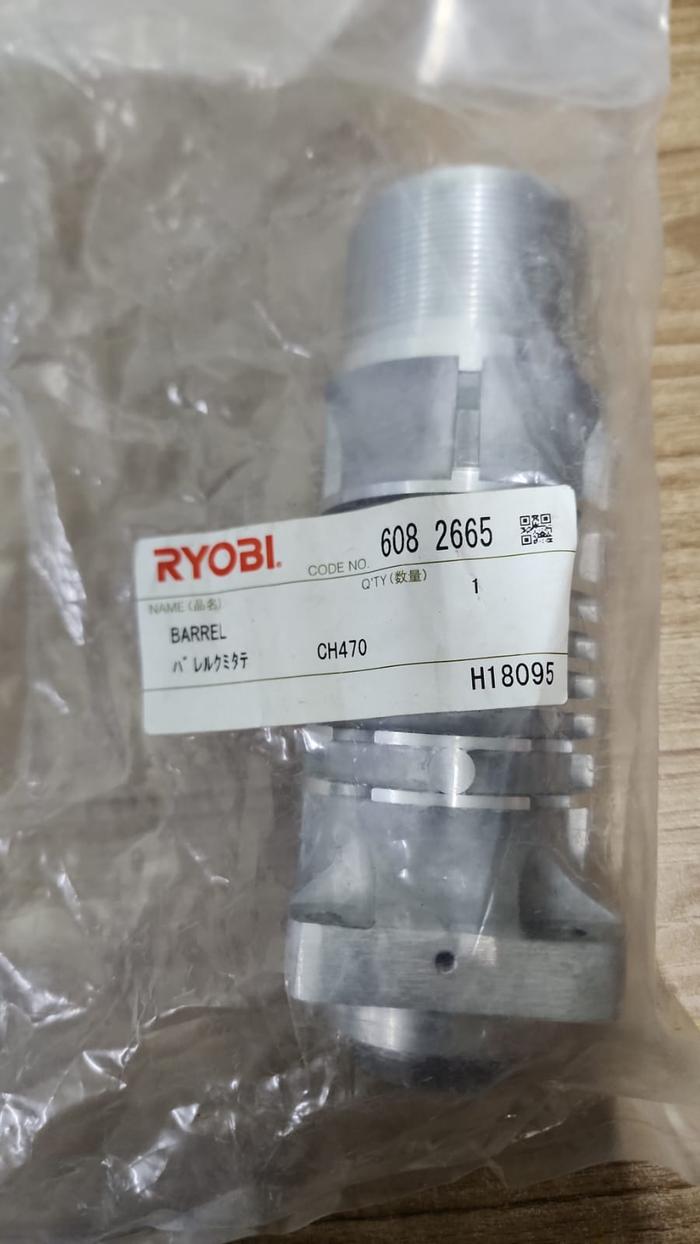 RYOBI.
CODE NO. 608 2665
NAME (品名) Q'TY (数量) 1
BARREL
バレルクミタテ CH470
H18095